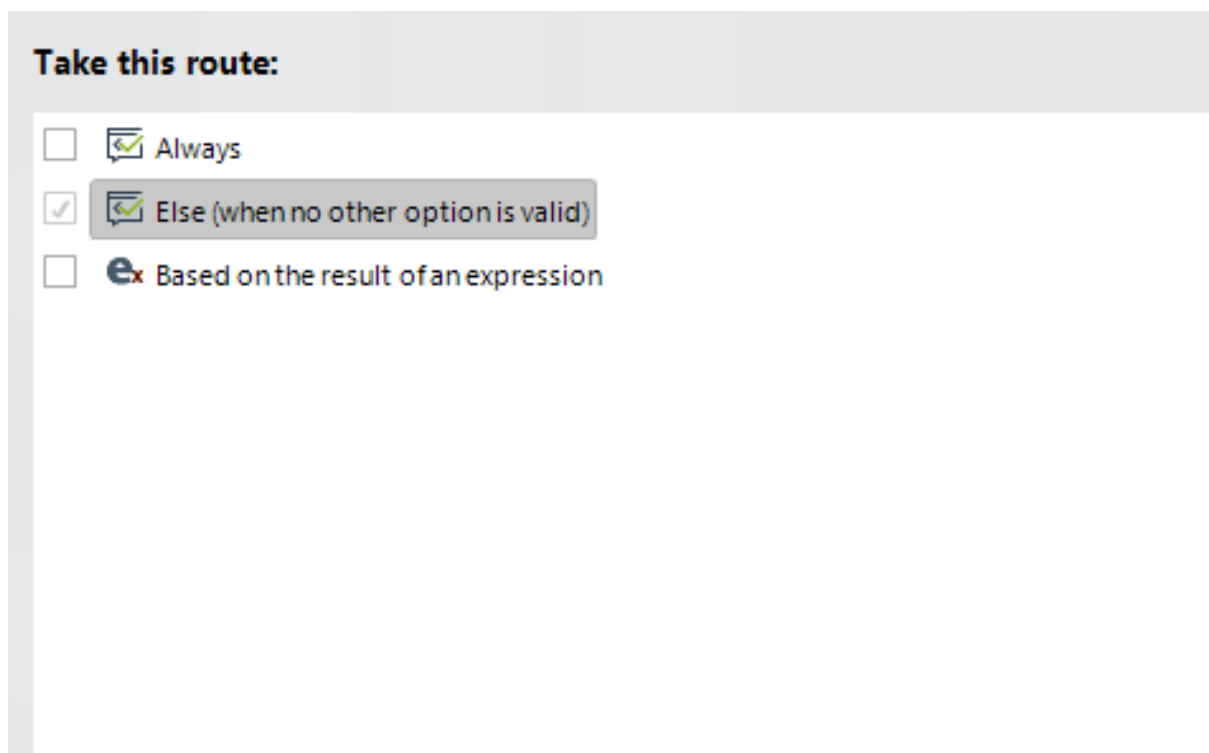 Take this route:
Always
Else (when no other option is valid)
Based on the result of an expression